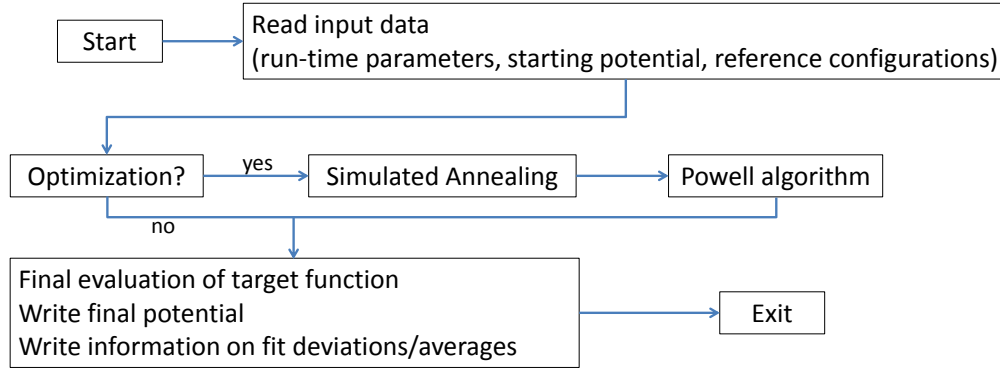 Start
Read input data
(run-time parameters, starting potential, reference configurations)
Optimization?
yes
Simulated Annealing
Powell algorithm
no
Final evaluation of target function
Write final potential
Write information on fit deviations/averages
Exit